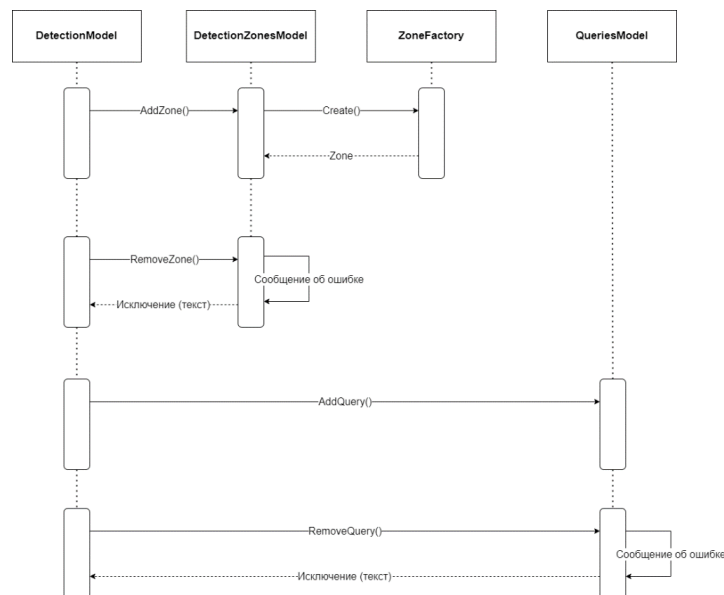 DetectionModel
DetectionZonesModel
ZoneFactory
QueriesModel
AddZone()
Create()
Zone
RemoveZone()
Сообщение об ошибке
Исключение (текст)
AddQuery()
RemoveQuery()
Сообщение об ошибке
Исключение (текст)